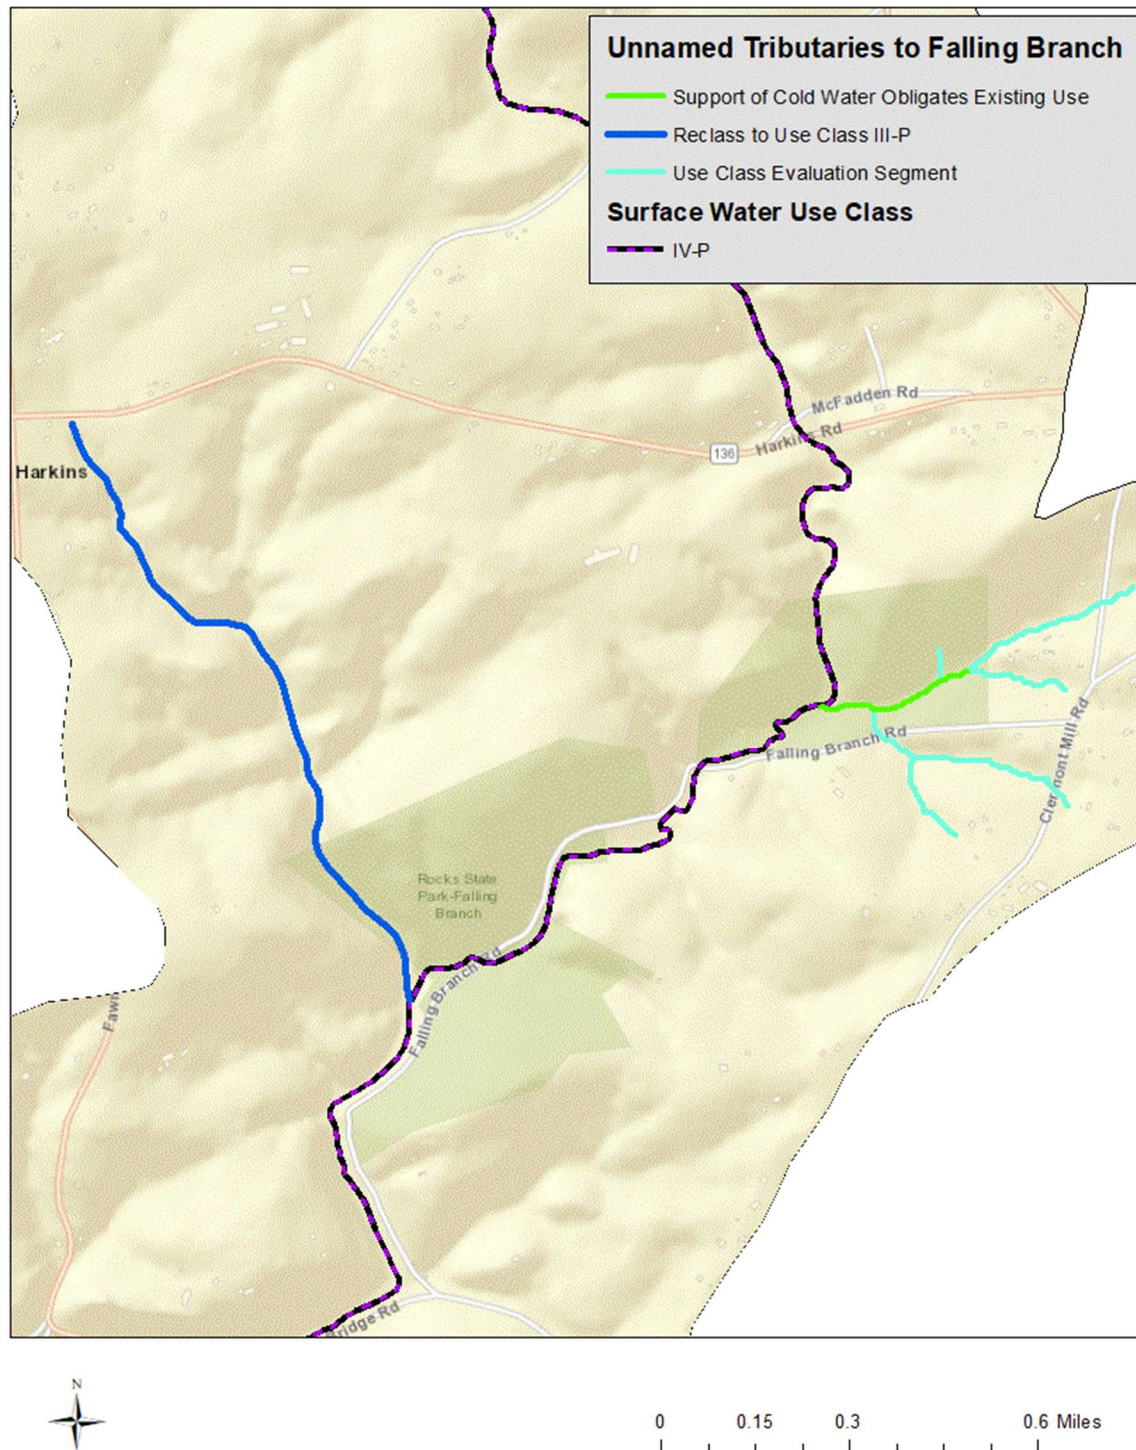 Unnamed Tributaries to Falling Branch
Support of Cold Water Obligates Existing Use
Reclass to Use Class III-P
Use Class Evaluation Segment
Surface Water Use Class
IV-P
McFadden Rd
136
Harkins Rd
Harkins
Falling Branch Rd
Clermont Mill Rd
Rocks State
Park-Falling
Branch
Falling Branch Rd
Fawn
Bridge Rd
N
0 0.15 0.3 0.6 Miles